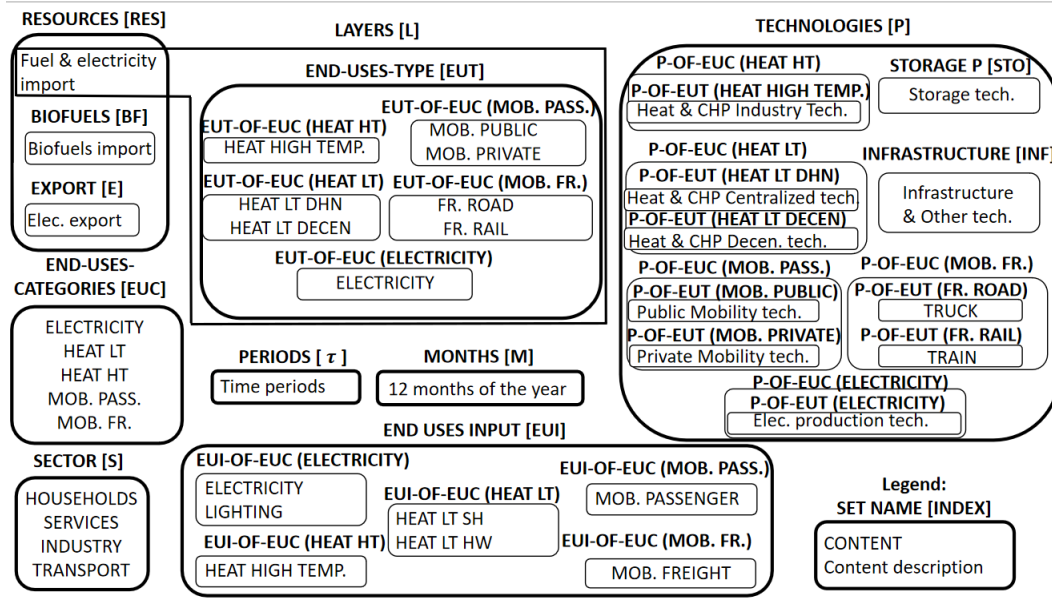 RESOURCES [RES]
Fuel & electricity
import
BIOFUELS [BF]
Biofuels import
EXPORT [E]
Elec. export
END-USES-
CATEGORIES [EUC]
ELECTRICITY
HEAT LT
HEAT HT
MOB. PASS.
MOB. FR.
SECTOR [S]
HOUSEHOLDS
SERVICES
INDUSTRY
TRANSPORT
LAYERS [L]
END-USES-TYPE [EUT]
EUT-OF-EUC (HEAT HT)
HEAT HIGH TEMP.
EUT-OF-EUC (MOB. PASS.)
MOB. PUBLIC
MOB. PRIVATE
EUT-OF-EUC (HEAT LT)
HEAT LT DHN
HEAT LT DECEN
EUT-OF-EUC (MOB. FR.)
FR. ROAD
FR. RAIL
EUT-OF-EUC (ELECTRICITY)
ELECTRICITY
PERIODS [ τ ]
Time periods
MONTHS [M]
12 months of the year
END USES INPUT [EUI]
EUI-OF-EUC (ELECTRICITY)
ELECTRICITY
LIGHTING
EUI-OF-EUC (HEAT HT)
HEAT HIGH TEMP.
EUI-OF-EUC (HEAT LT)
HEAT LT SH
HEAT LT HW
EUI-OF-EUC (MOB. PASS.)
MOB. PASSENGER
EUI-OF-EUC (MOB. FR.)
MOB. FREIGHT
TECHNOLOGIES [P]
P-OF-EUC (HEAT HT)
P-OF-EUT (HEAT HIGH TEMP.)
Heat & CHP Industry Tech.
STORAGE P [STO]
Storage tech.
P-OF-EUC (HEAT LT)
P-OF-EUT (HEAT LT DHN)
Heat & CHP Centralized tech.
P-OF-EUT (HEAT LT DECEN)
Heat & CHP Decen. tech.
INFRASTRUCTURE [INF]
Infrastructure
& Other tech.
P-OF-EUC (MOB. PASS.)
P-OF-EUT (MOB. PUBLIC)
Public Mobility tech.
P-OF-EUT (MOB. PRIVATE)
Private Mobility tech.
P-OF-EUC (MOB. FR.)
P-OF-EUT (FR. ROAD)
TRUCK
P-OF-EUT (FR. RAIL)
TRAIN
P-OF-EUC (ELECTRICITY)
P-OF-EUT (ELECTRICITY)
Elec. production tech.
Legend:
SET NAME [INDEX]
CONTENT
Content description